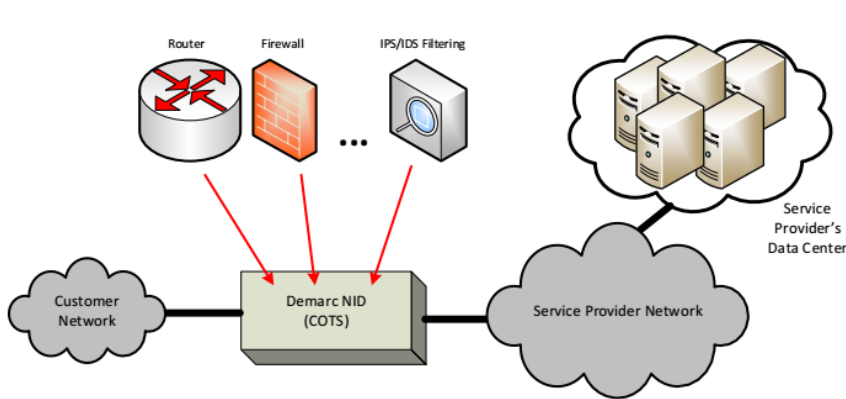 Router
Firewall
IPS/IDS Filtering
...
Service
Provider's
Data Center
Customer
Network
Demarc NID
(COTS)
Service Provider Network